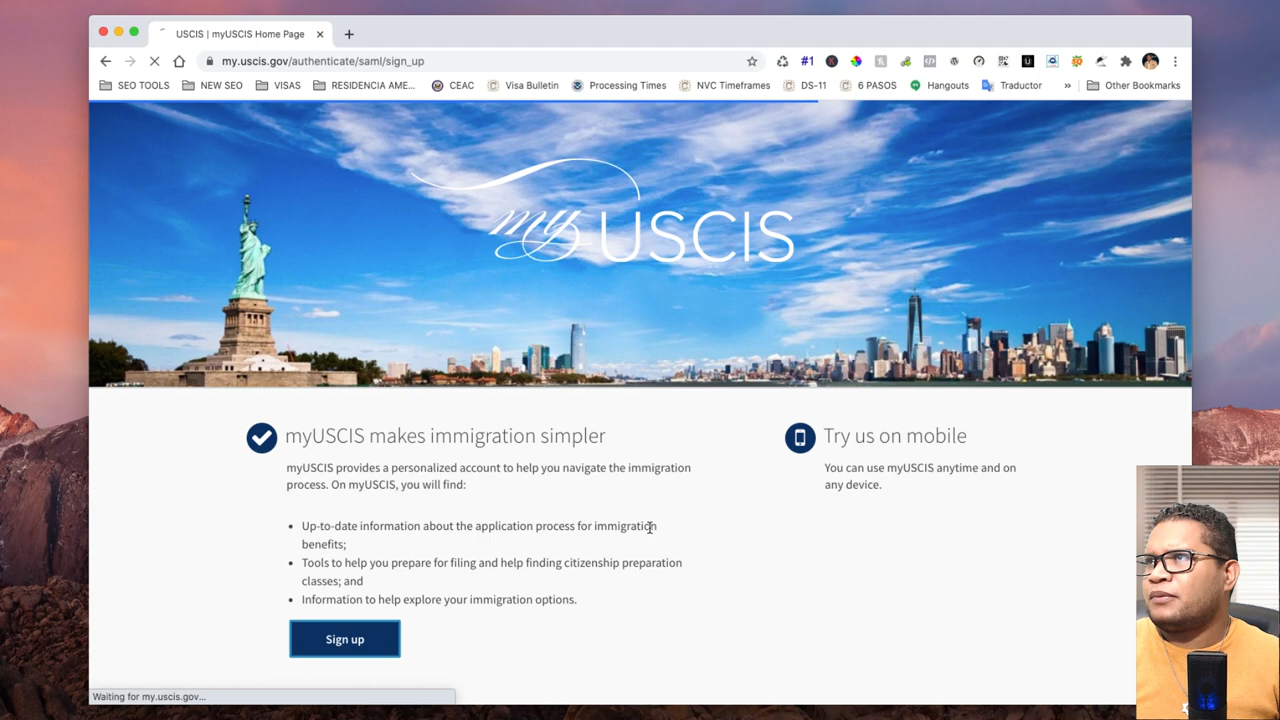 USCIS | myUSCIS Home Page
my.uscis.gov/authenticate/saml/sign_up
#1
SEO TOOLS NEW SEO VISAS RESIDENCIA AME... CEAC Visa Bulletin Processing Times NVC Timeframes DS-11 6 PASOS Hangouts Traductor » Other Bookmarks
my USCIS
myUSCIS makes immigration simpler
myUSCIS provides a personalized account to help you navigate the immigration
process. On myUSCIS, you will find:
• Up-to-date information about the application process for immigration
benefits;
• Tools to help you prepare for filing and help finding citizenship preparation
classes; and
• Information to help explore your immigration options.
Sign up
Try us on mobile
You can use myUSCIS anytime and on
any device.
Waiting for my.uscis.gov...